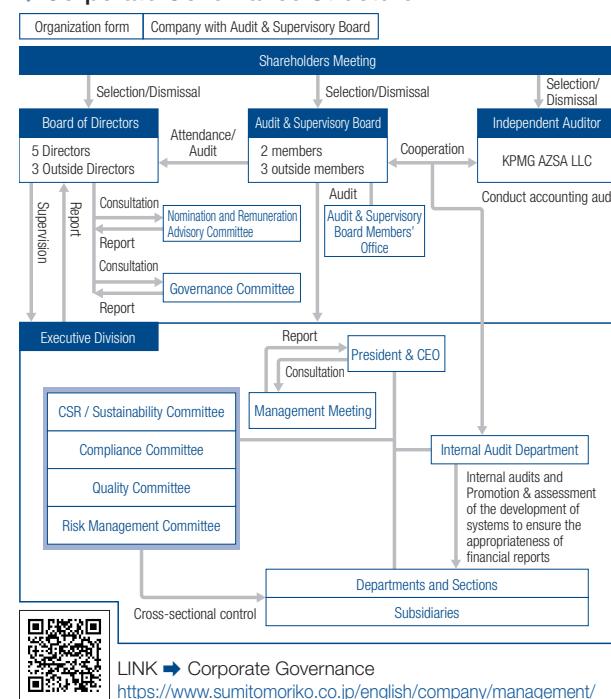 Organization form
Company with Audit & Supervisory Board
Shareholders Meeting
Selection/Dismissal
Selection/Dismissal
Selection/
Dismissal
Board of Directors
5 Directors
3 Outside Directors
Attendance/
Audit
Audit & Supervisory Board
2 members
3 outside members
Cooperation
Independent Auditor
KPMG AZSA LLC
Conduct accounting aud
Supervision
Report
Consultation
Nomination and Remuneration
Advisory Committee
Report
Consultation
Governance Committee
Report
Audit
Audit & Supervisory
Board Members'
Office
Executive Division
Report
President & CEO
Consultation
Management Meeting
CSR / Sustainability Committee
Compliance Committee
Quality Committee
Risk Management Committee
Internal Audit Department
Internal audits and
Promotion & assessment
of the development of
systems to ensure the
appropriateness of
financial reports
Departments and Sections
Subsidiaries
Cross-sectional control
LINK ➡ Corporate Governance
https://www.sumitomoriko.co.jp/english/company/management/